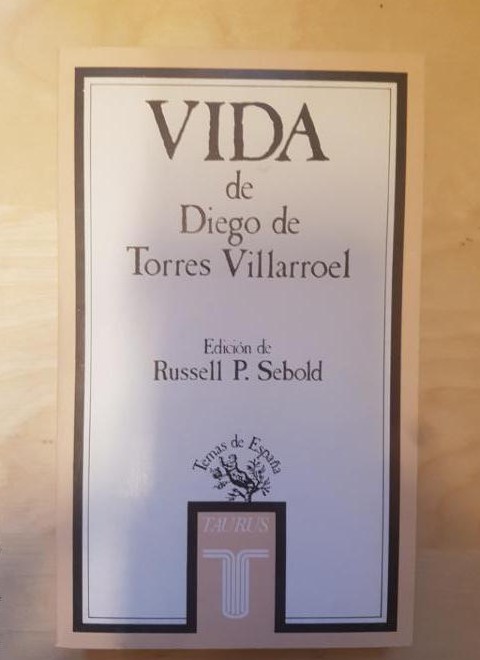 VIDA
de
Diego de
Torres Villarroel
Edición de
Russell P. Sebold
Temas de España
TAURUS
T